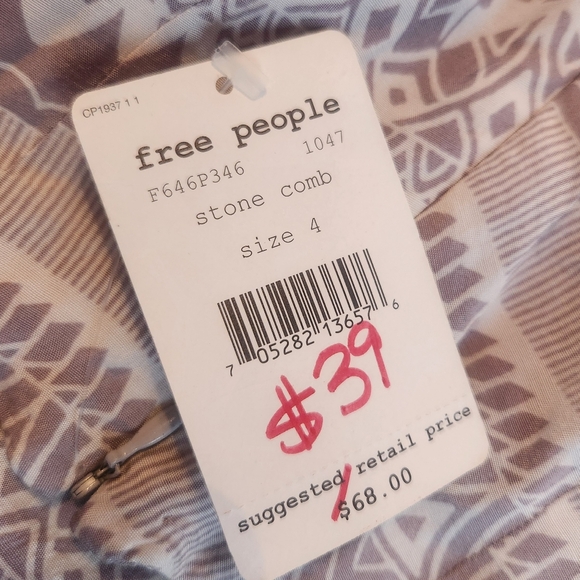 CP1937 1 1
free people
F646P346 1047
stone comb
size 4
7 05282 13657 6
$39
suggested retail price
$68.00